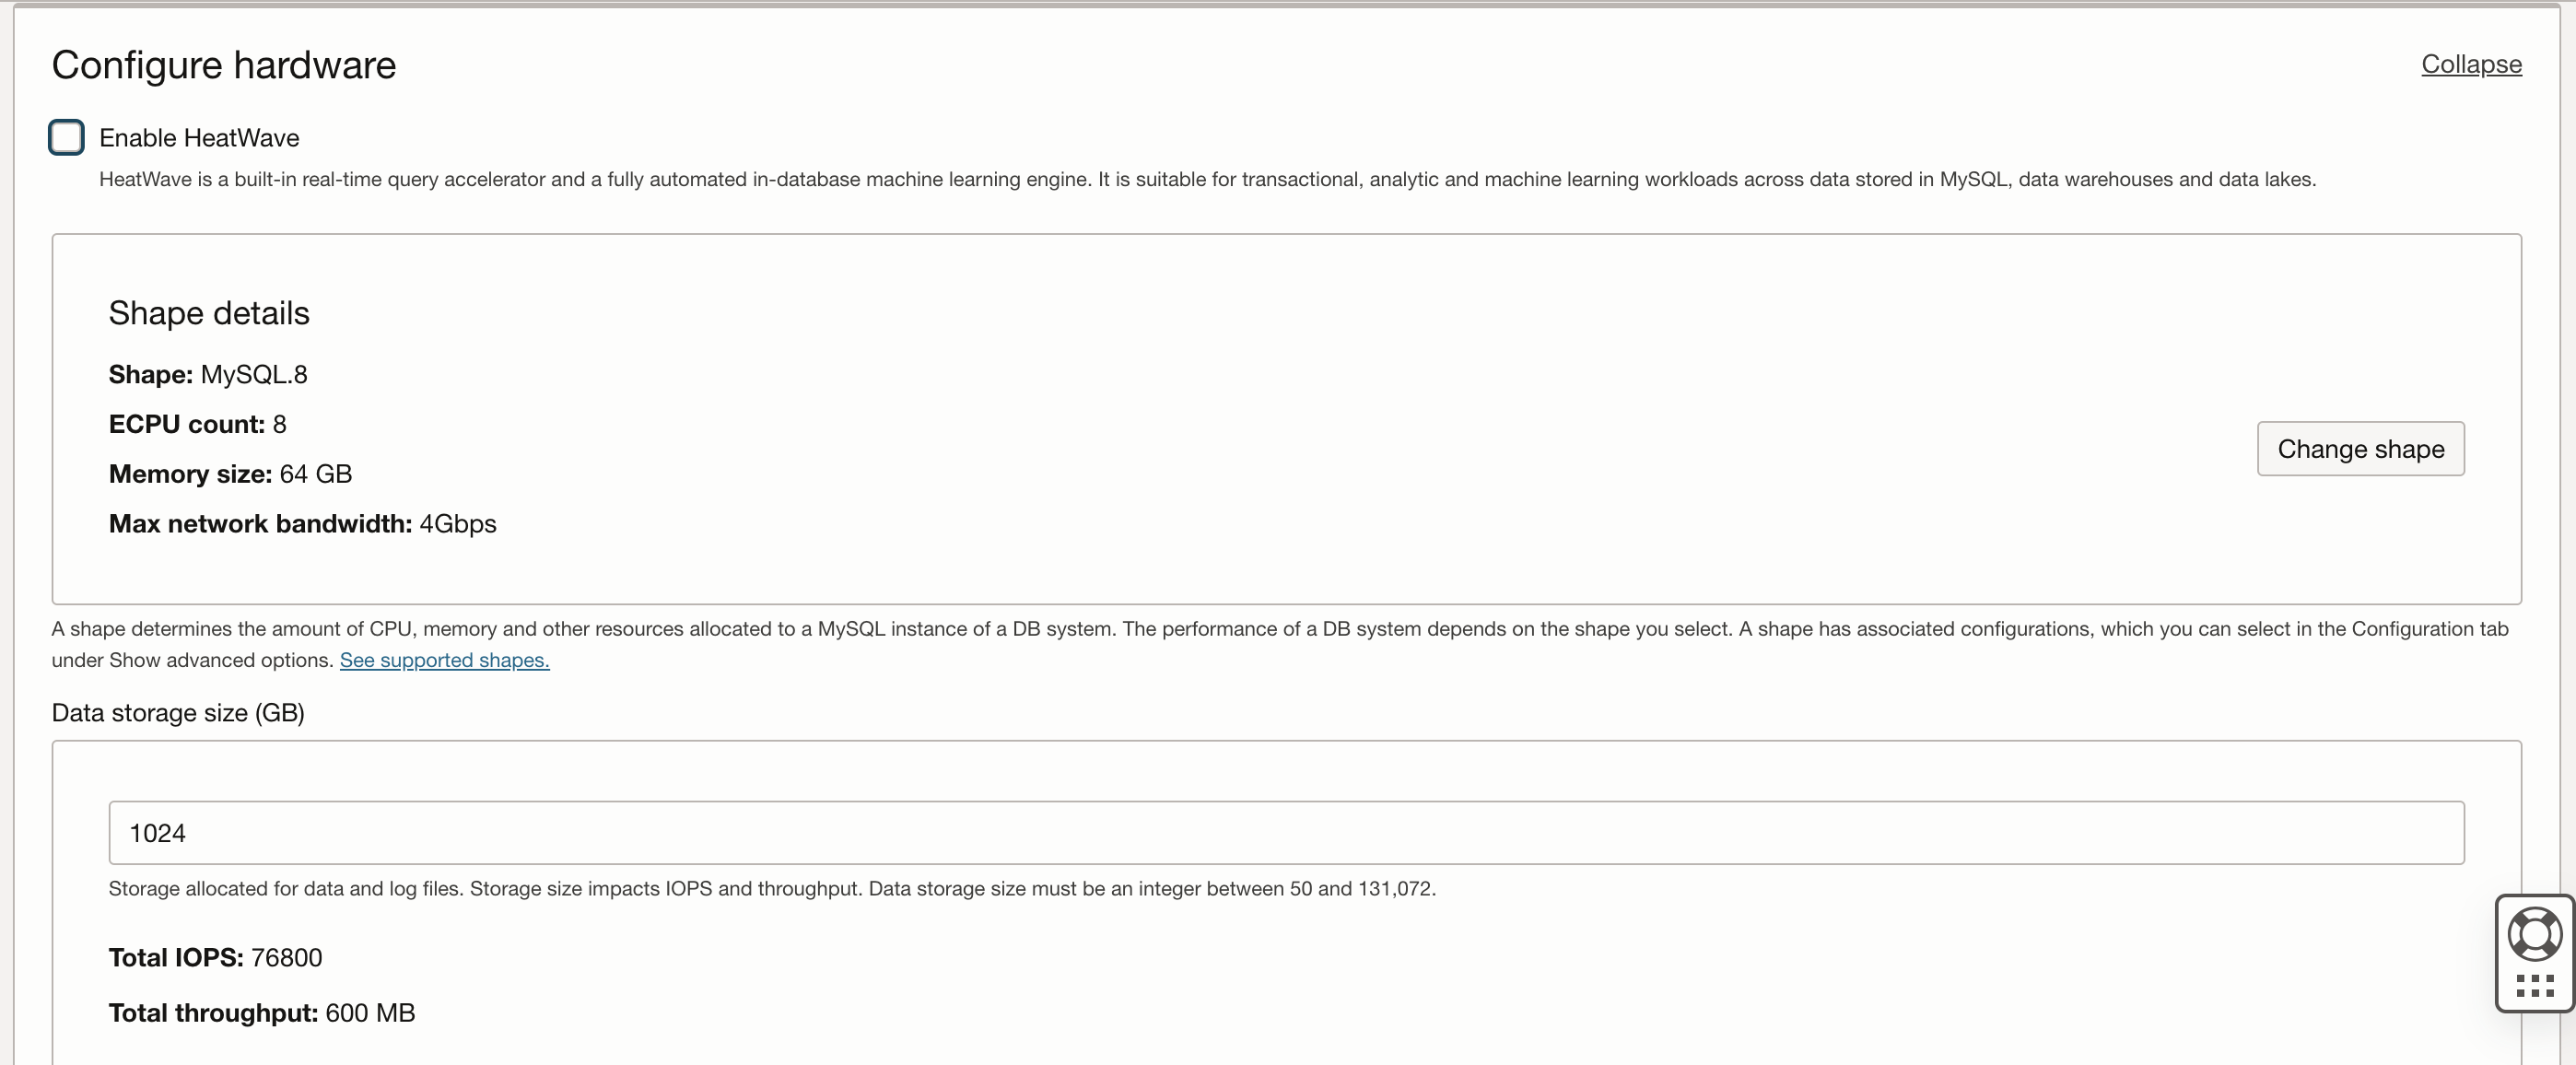 Configure hardware
Collapse
Enable HeatWave
HeatWave is a built-in real-time query accelerator and a fully automated in-database machine learning engine. It is suitable for transactional, analytic and machine learning workloads across data stored in MySQL, data warehouses and data lakes.
Shape details
Shape: MySQL.8
ECPU count: 8
Memory size: 64 GB
Max network bandwidth: 4Gbps
Change shape
A shape determines the amount of CPU, memory and other resources allocated to a MySQL instance of a DB system. The performance of a DB system depends on the shape you select. A shape has associated configurations, which you can select in the Configuration tab
under Show advanced options. See supported shapes.
Data storage size (GB)
1024
Storage allocated for data and log files. Storage size impacts IOPS and throughput. Data storage size must be an integer between 50 and 131,072.
Total IOPS: 76800
Total throughput: 600 MB